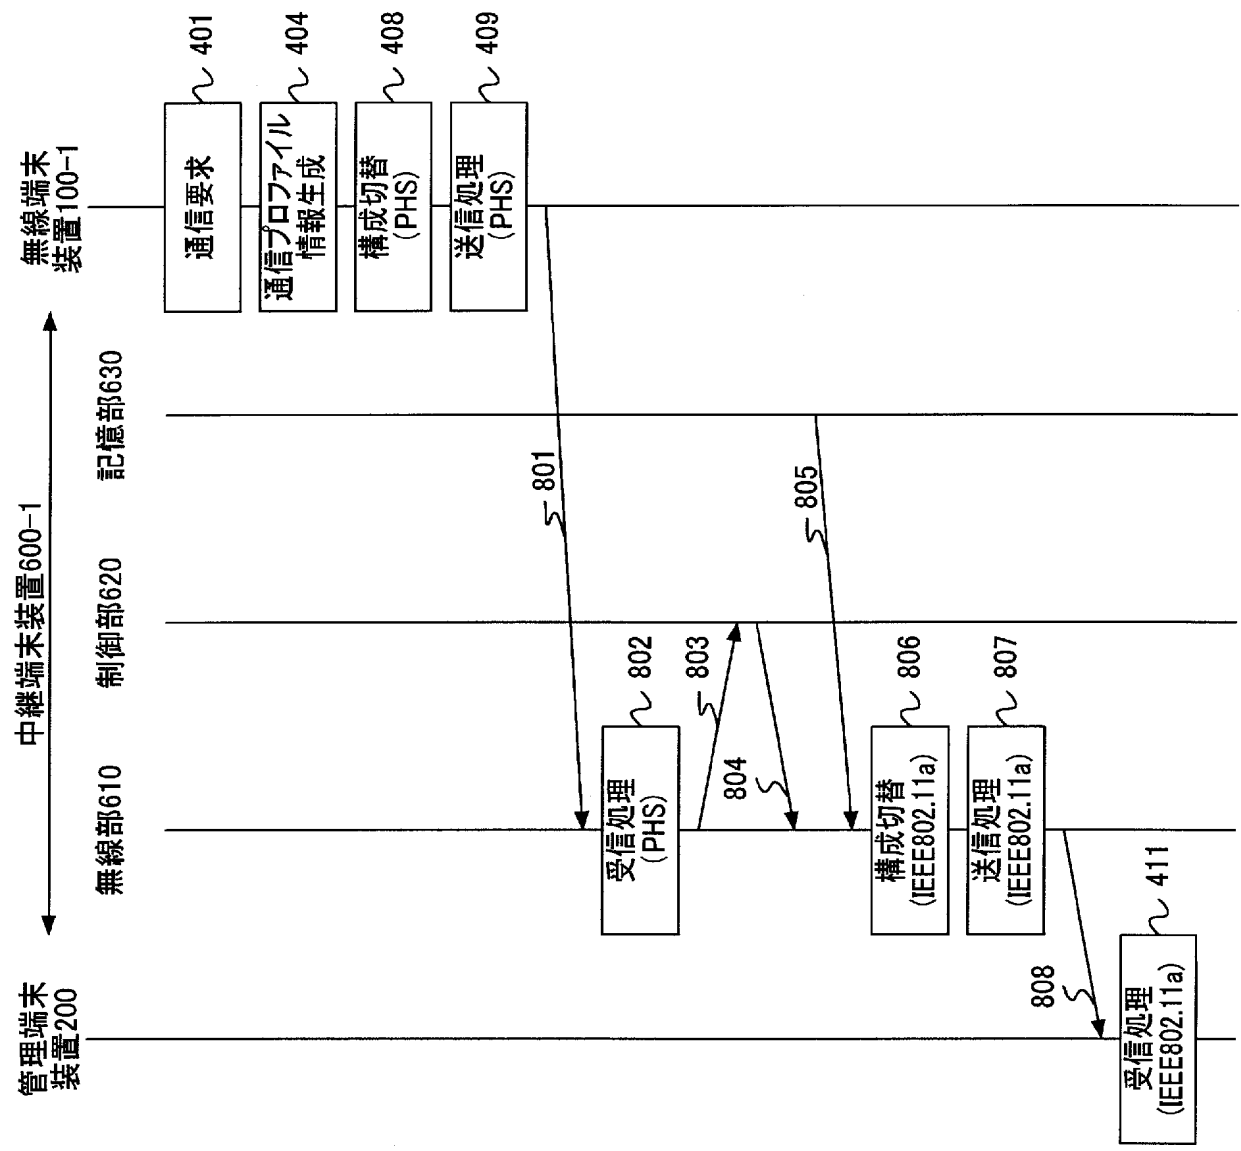 中継端末装置600-1
管理端末
装置200
無線部610
制御部620
記憶部630
無線端末
装置100-1
通信要求
401
通信プロファイル
情報生成
404
構成切替
(PHS)
408
送信処理
(PHS)
409
801
受信処理
(PHS)
802
803
804
805
構成切替
(IEEE802.11a)
806
送信処理
(IEEE802.11a)
807
808
受信処理
(IEEE802.11a)
411